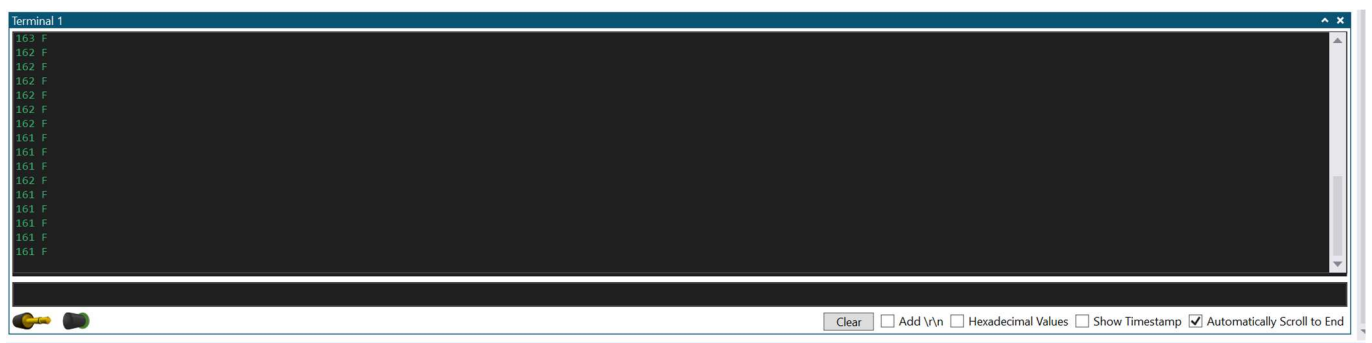 Terminal 1
163 F
162 F
162 F
162 F
162 F
162 F
162 F
161 F
161 F
161 F
162 F
161 F
161 F
161 F
161 F
161 F
Clear Add \r\n Hexadecimal Values Show Timestamp Automatically Scroll to End